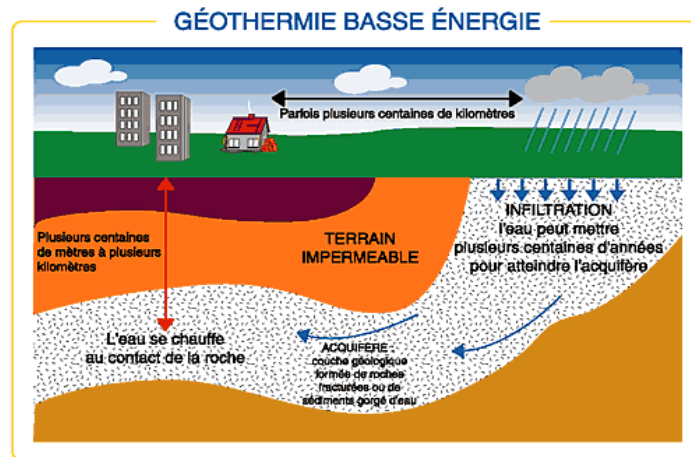 GÉOTHERMIE BASSE ÉNERGIE
Parfois plusieurs centaines de kilomètres
INFILTRATION
l'eau peut mettre
plusieurs centaines d'années
pour atteindre l'acquifère
TERRAIN
IMPERMEABLE
Plusieurs centaines
de mètres à plusieurs
kilomètres
L'eau se chauffe
au contact de la roche
ACQUIFERE :
couche géologique
formée de roches
fracturées ou de
sédiments gorgé d'eau